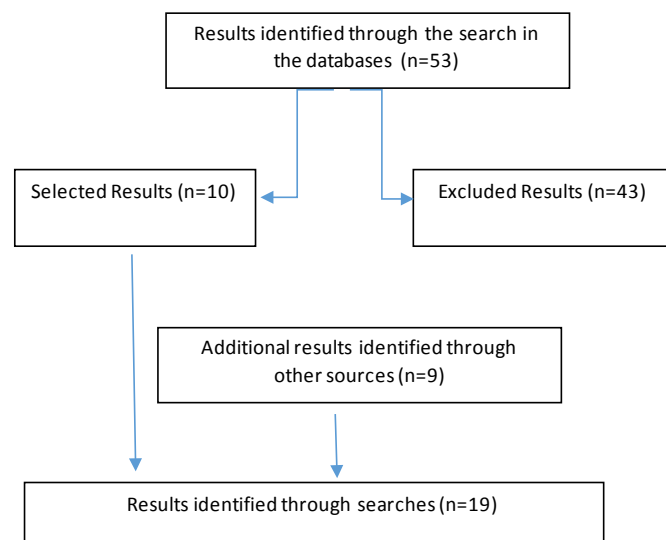 Results identified through the search in
the databases (n=53)
Selected Results (n=10)
Excluded Results (n=43)
Additional results identified through
other sources (n=9)
Results identified through searches (n=19)